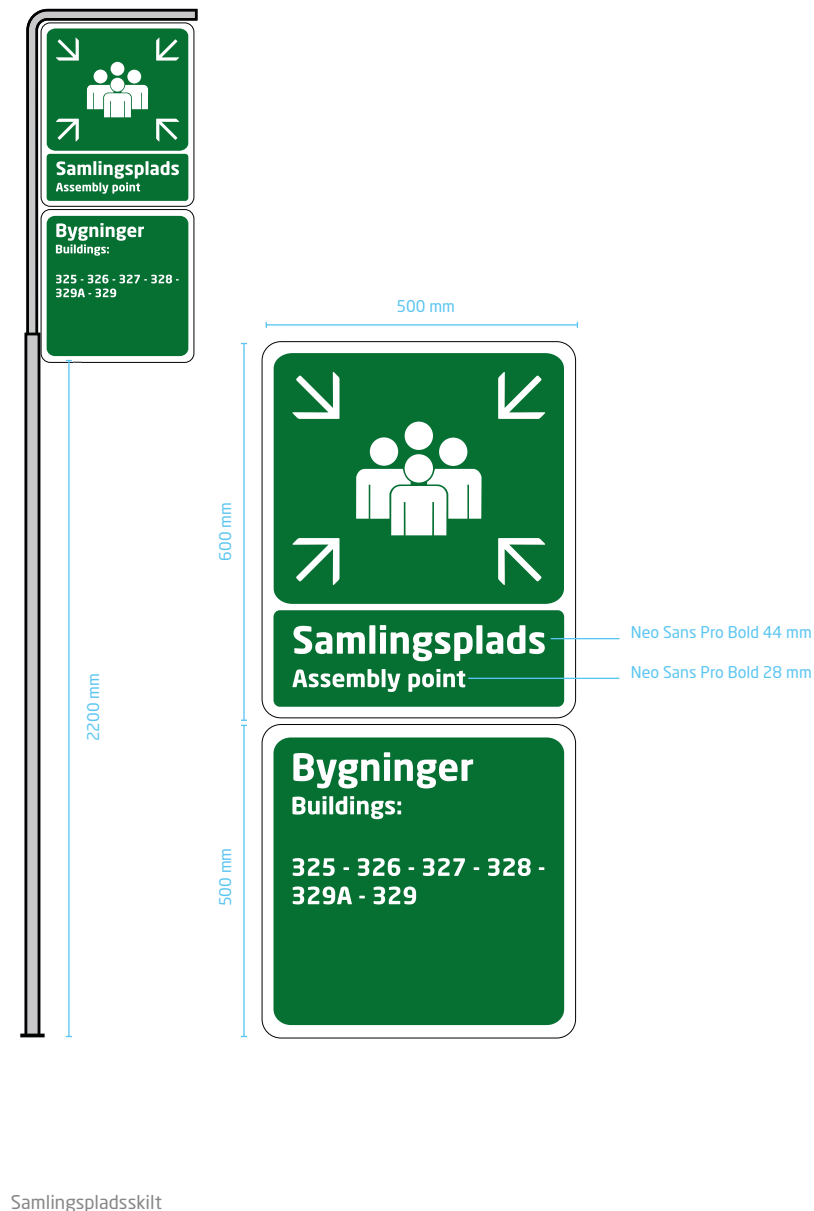 Samlingsplads
Assembly point
Bygninger
Buildings:
325 - 326 - 327 - 328 -
329A - 329
2200 mm
500 mm
600 mm
500 mm
Samlingsplads
Assembly point
Neo Sans Pro Bold 44 mm
Neo Sans Pro Bold 28 mm
Bygninger
Buildings:
325 - 326 - 327 - 328 -
329A - 329
Samlingspladsskilt